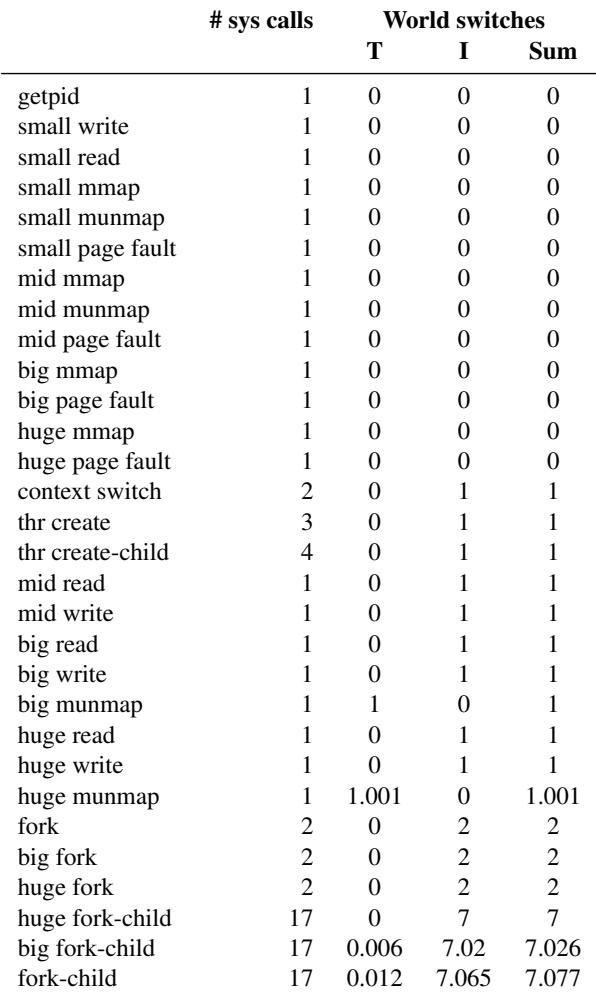 # sys calls World switches
T I Sum
getpid 1 0 0 0
small write 1 0 0 0
small read 1 0 0 0
small mmap 1 0 0 0
small munmap 1 0 0 0
small page fault 1 0 0 0
mid mmap 1 0 0 0
mid munmap 1 0 0 0
mid page fault 1 0 0 0
big mmap 1 0 0 0
big page fault 1 0 0 0
huge mmap 1 0 0 0
huge page fault 1 0 0 0
context switch 2 0 1 1
thr create 3 0 1 1
thr create-child 4 0 1 1
mid read 1 0 1 1
mid write 1 0 1 1
big read 1 0 1 1
big write 1 0 1 1
big munmap 1 1 0 1
huge read 1 0 1 1
huge write 1 0 1 1
huge munmap 1 1.001 0 1.001
fork 2 0 2 2
big fork 2 0 2 2
huge fork 2 0 2 2
huge fork-child 17 0 7 7
big fork-child 17 0.006 7.02 7.026
fork-child 17 0.012 7.065 7.077